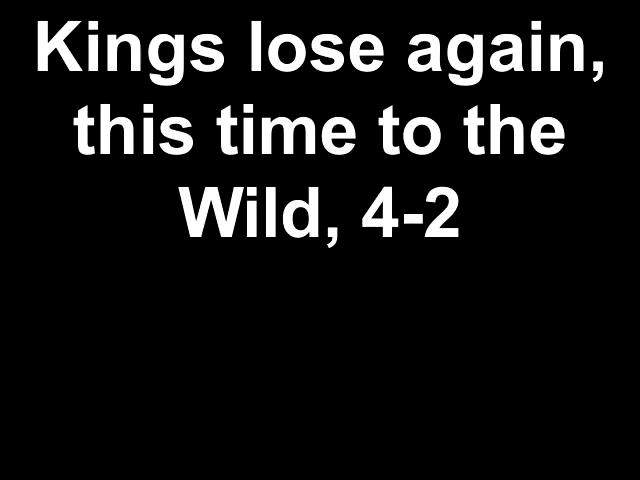 Kings lose again,
this time to the
Wild, 4-2